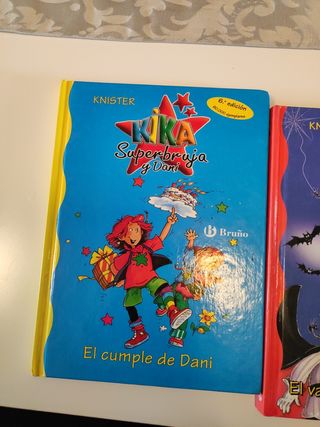 KNISTER
6.ª edición
KIKA
Superbruja
y Dani
Bruño
El cumple de Dani
KN
El va